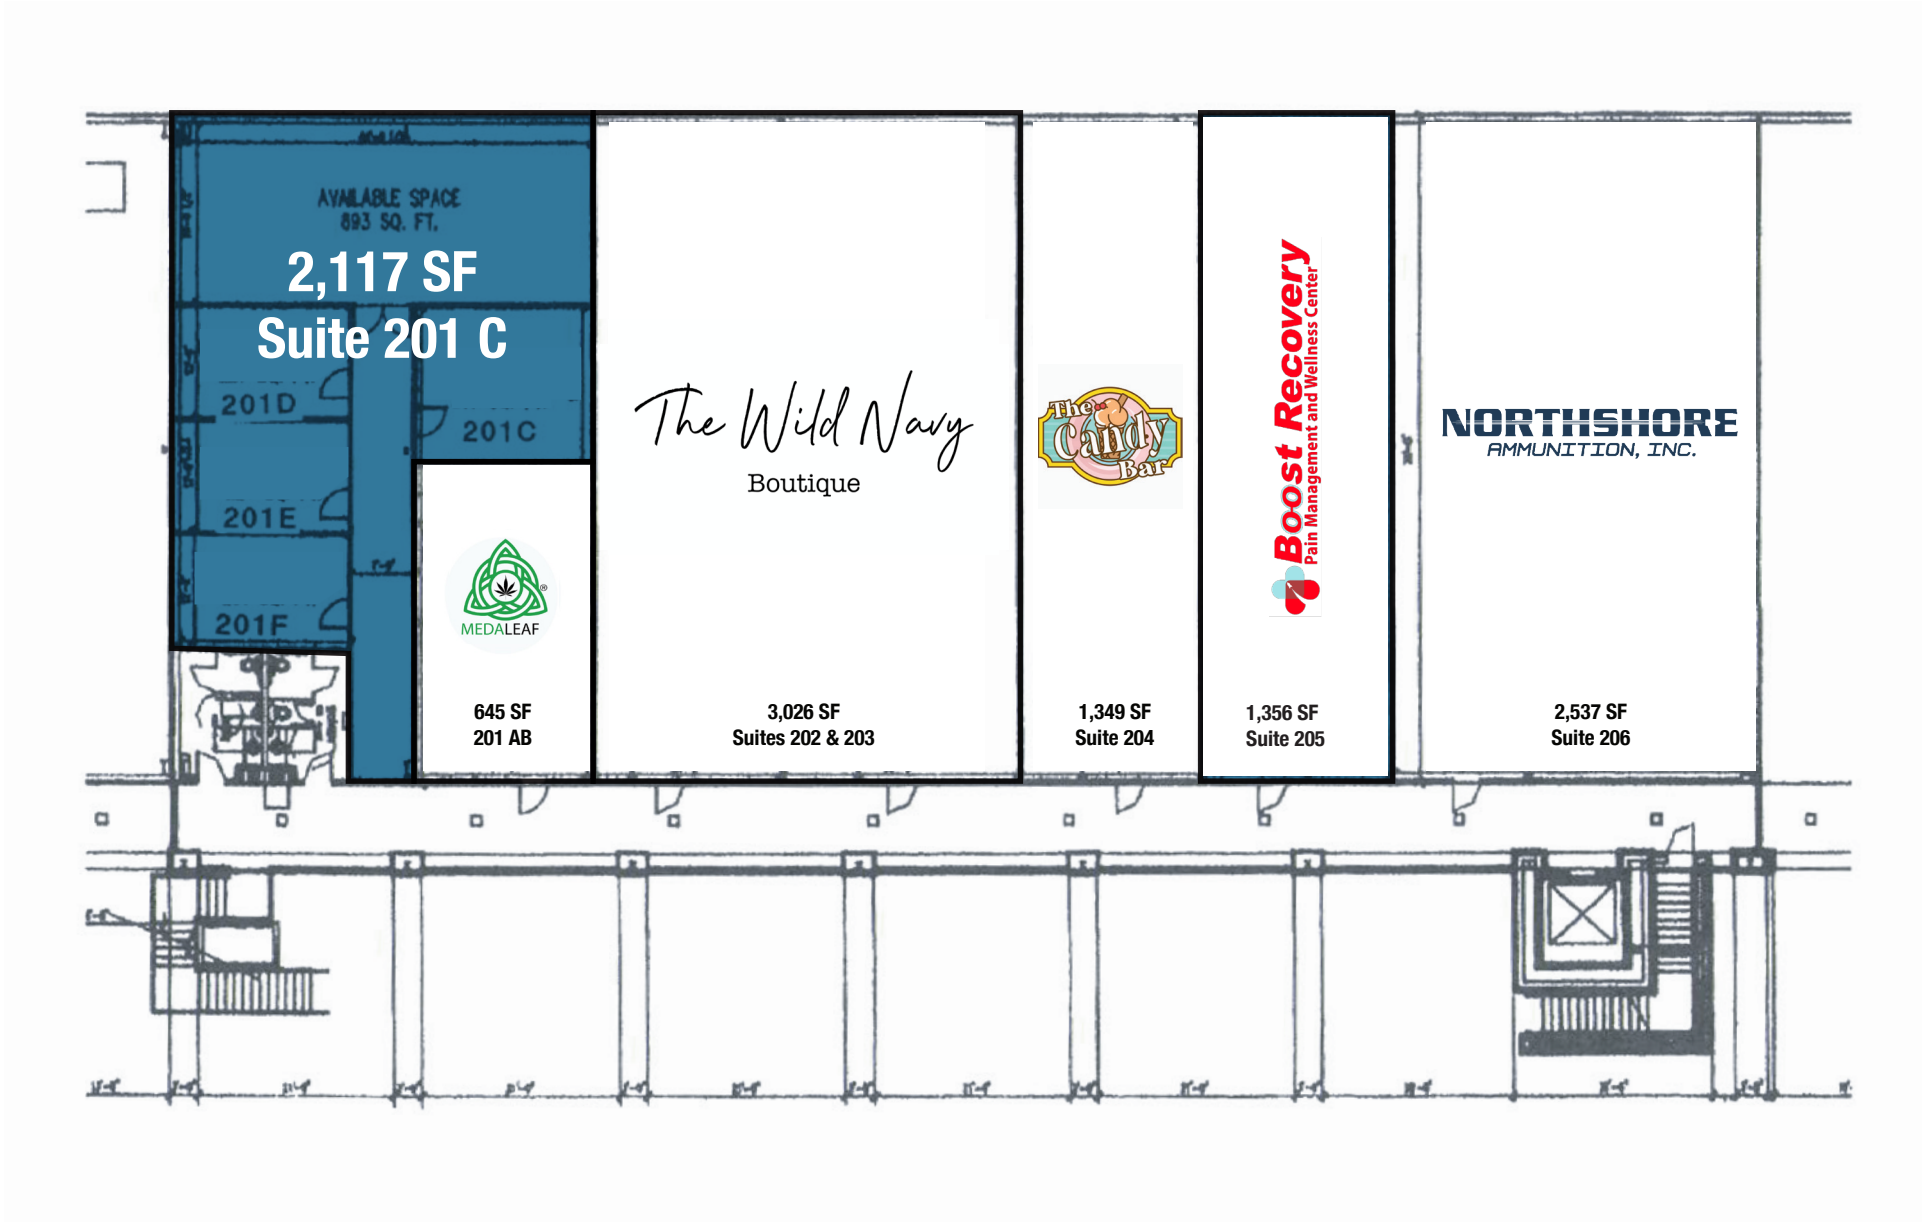 AVAILABLE SPACE
893 SQ. FT.
2,117 SF
Suite 201 C
201D
201C
201E
201F
MEDALEAF
®
645 SF
201 AB
The Wild Navy
Boutique
3,026 SF
Suites 202 & 203
The
Candy
Bar
1,349 SF
Suite 204
Boost Recovery
Pain Management and Wellness Center
1,356 SF
Suite 205
NORTHSHORE
AMMUNITION, INC.
2,537 SF
Suite 206